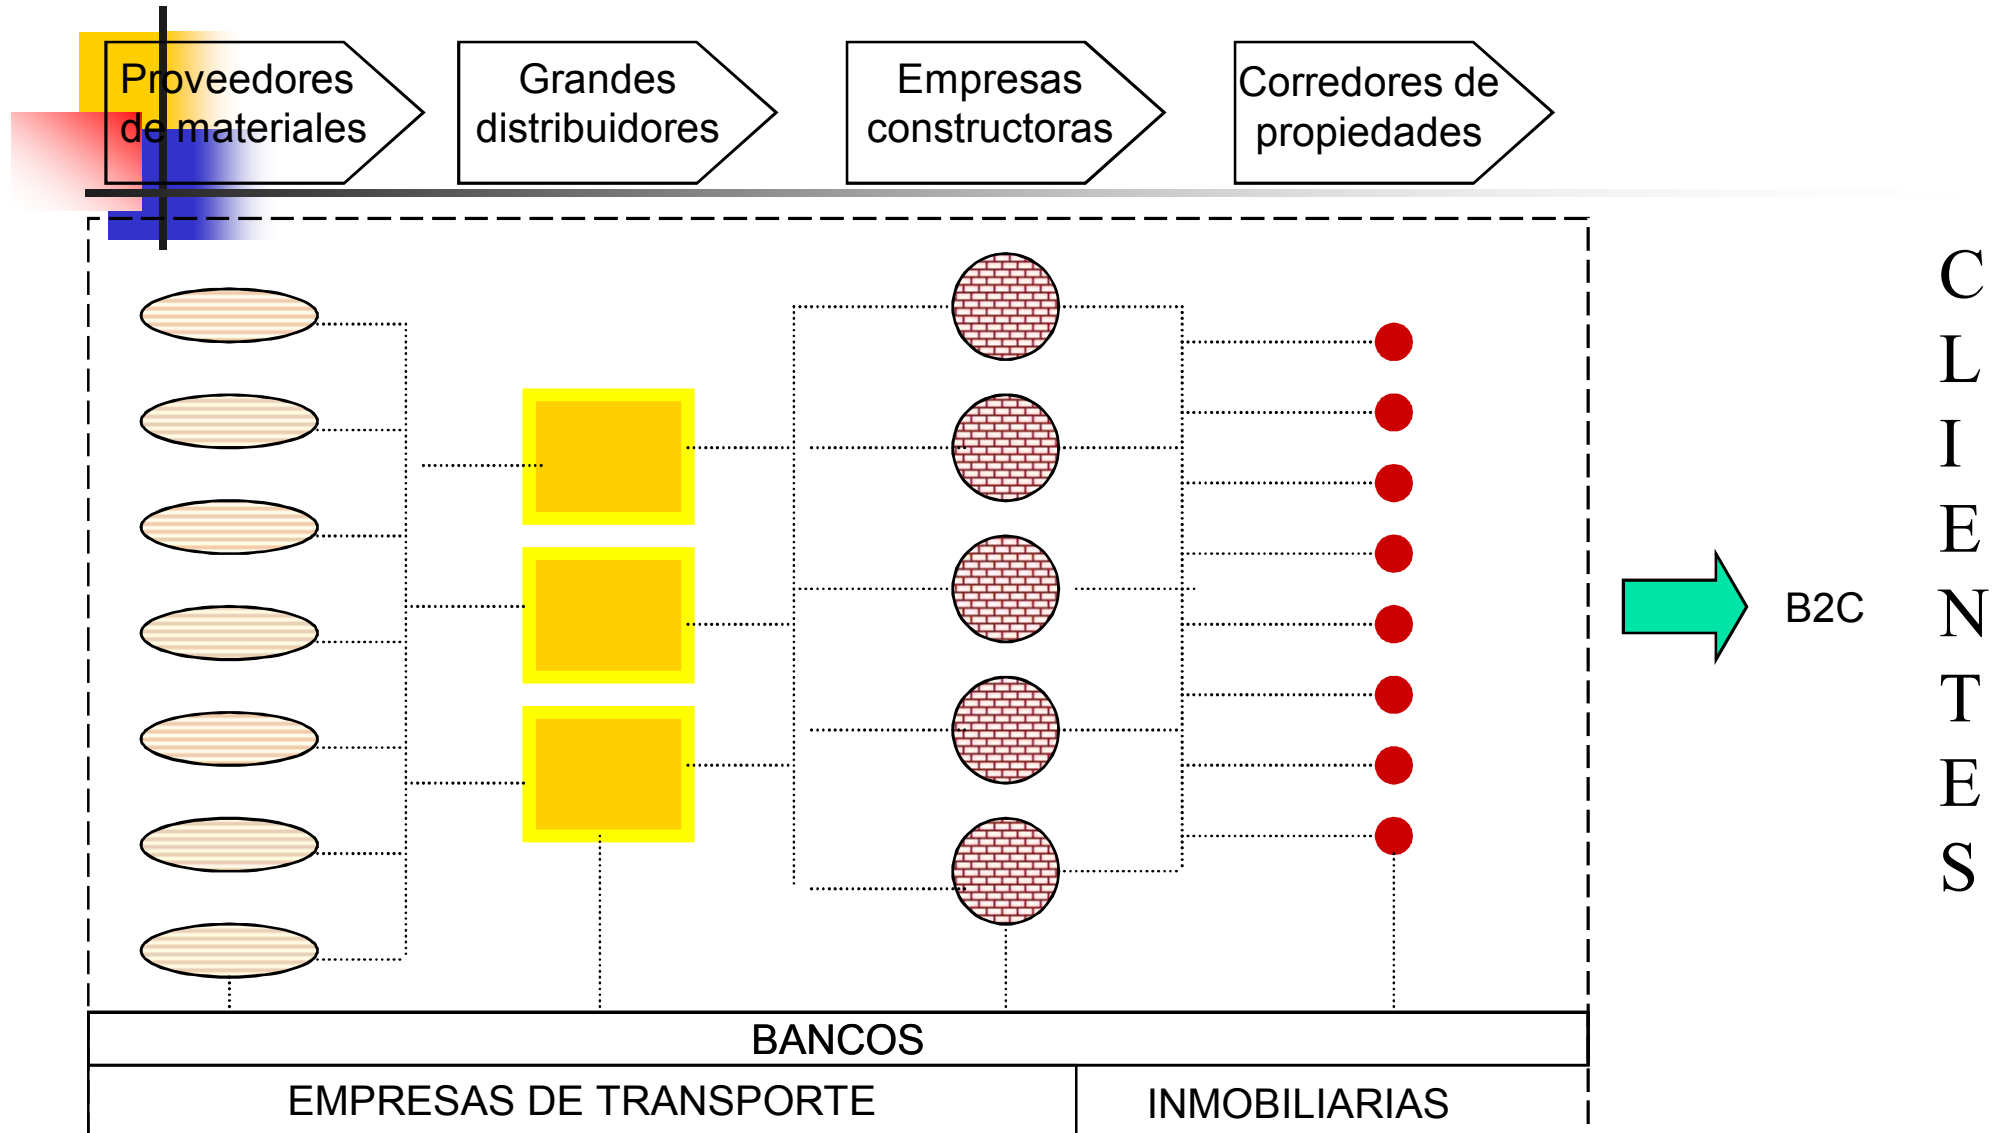 Proveedores
de materiales
Grandes
distribuidores
Empresas
constructoras
Corredores de
propiedades
C
L
I
E
N
T
E
S
B2C
BANCOS
EMPRESAS DE TRANSPORTE
INMOBILIARIAS